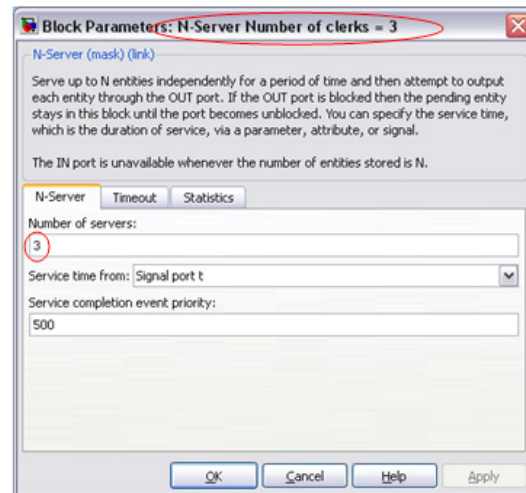 Block Parameters: N-Server Number of clerks = 3
N-Server (mask) (link)
Serve up to N entities independently for a period of time and then attempt to output
each entity through the OUT port. If the OUT port is blocked then the pending entity
stays in this block until the port becomes unblocked. You can specify the service time,
which is the duration of service, via a parameter, attribute, or signal.
The IN port is unavailable whenever the number of entities stored is N.
N-Server Timeout Statistics
Number of servers:
3
Service time from: Signal port t
Service completion event priority:
500
OK Cancel Help Apply